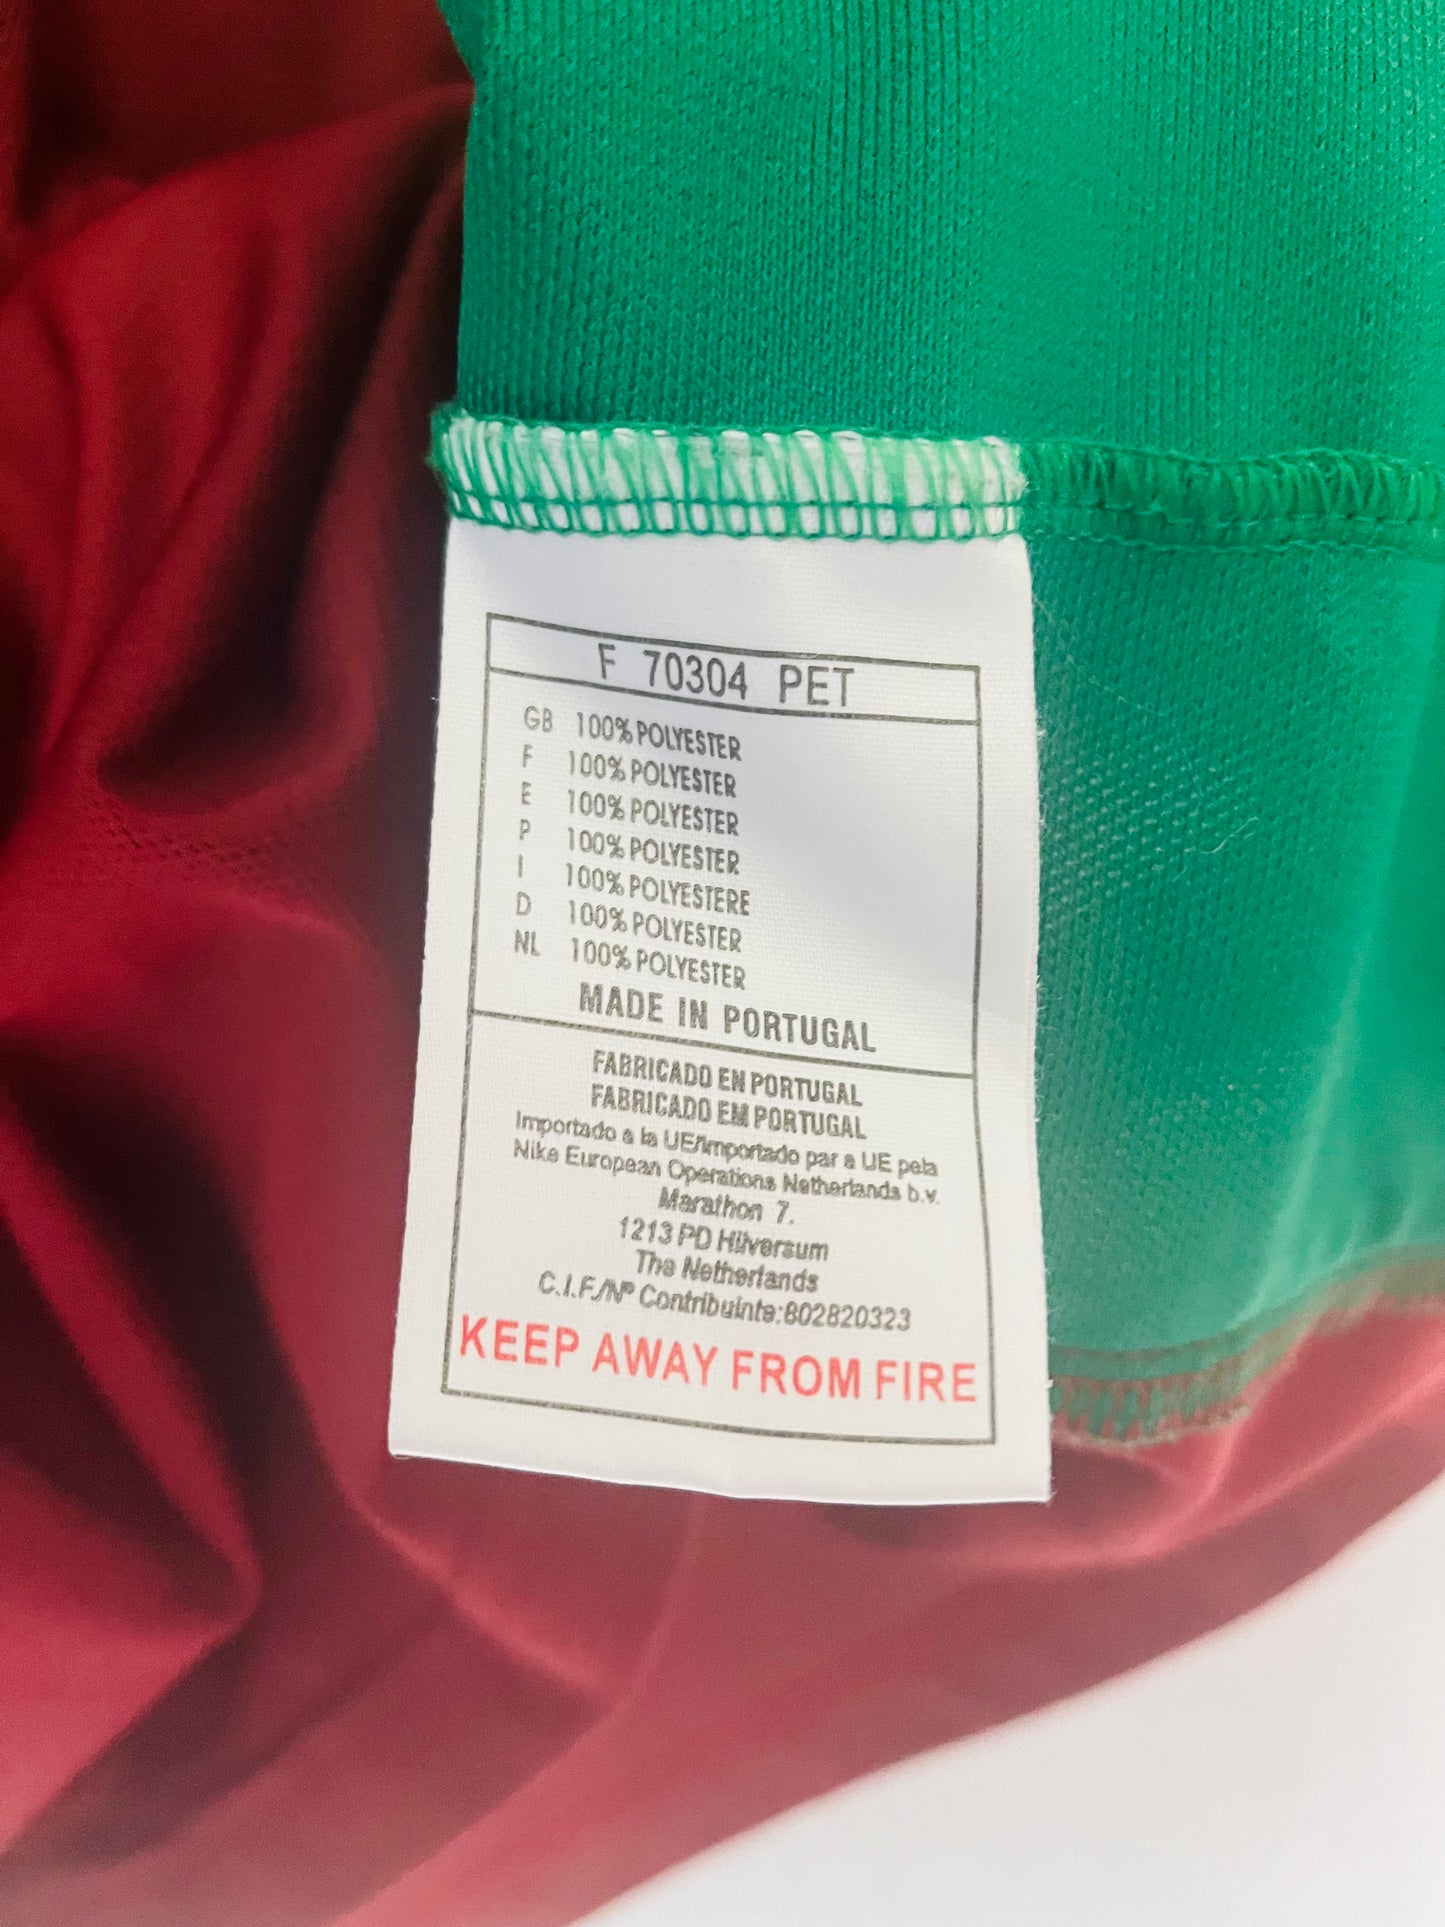 F 70304 PET
GB 100% POLYESTER
F 100% POLYESTER
E 100% POLYESTER
P 100% POLYESTER
I 100% POLYESTERE
D 100% POLYESTER
NL 100% POLYESTER
MADE IN PORTUGAL
FABRICADO EN PORTUGAL
FABRICADO EM PORTUGAL
Importado a la UE/Importado par a UE pela
Nike European Operations Netherlands b.v.
Marathon 7.
1213 PD Hilversum
The Netherlands
C.I.F./Nº Contribuinte:802820323
KEEP AWAY FROM FIRE